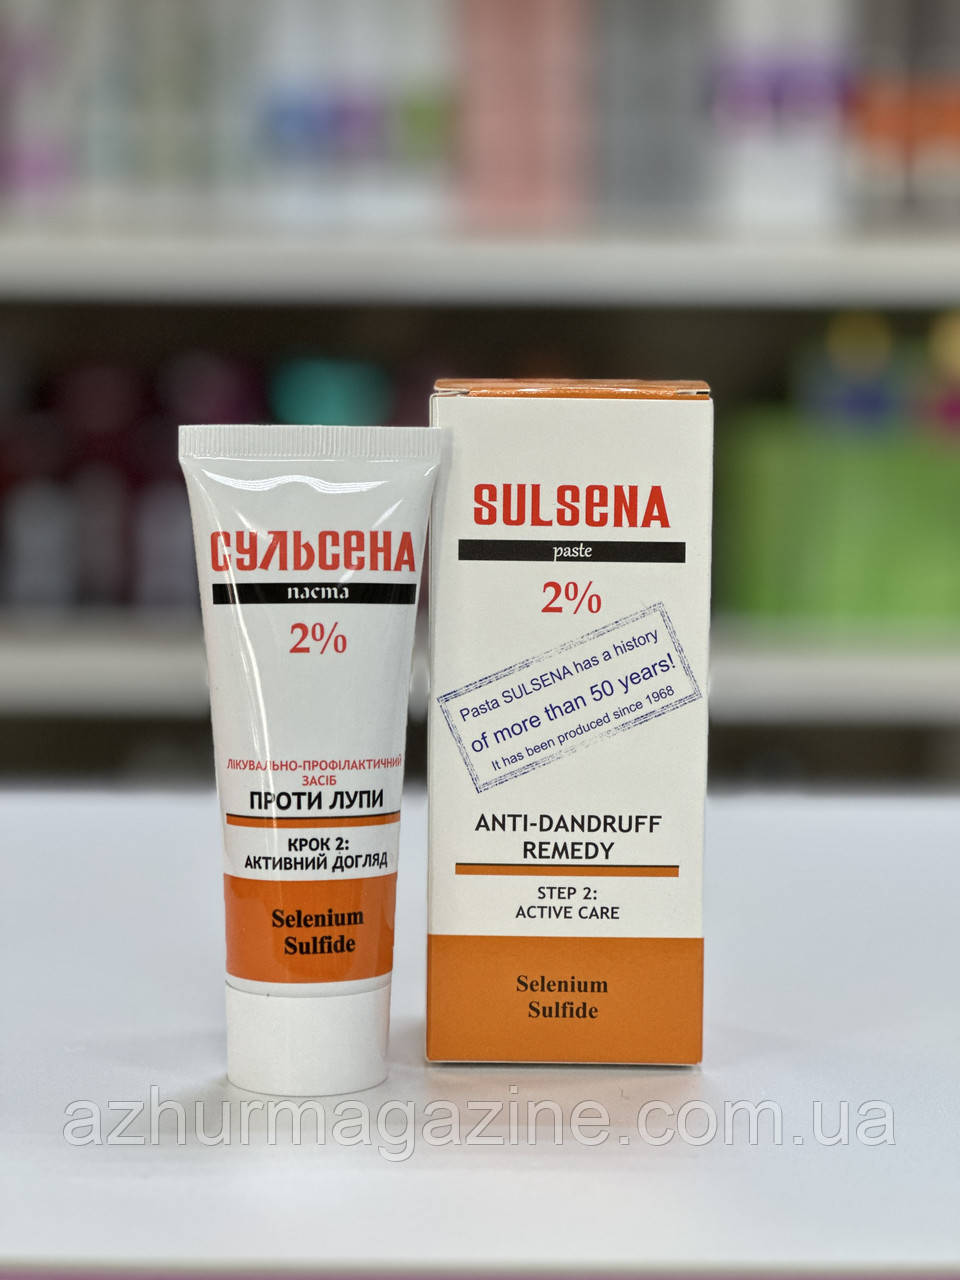 СУЛЬСЕНА
паста
2%
ЛІКУВАЛЬНО-ПРОФІЛАКТИЧНИЙ
ЗАСІБ
ПРОТИ ЛУПИ
КРОК 2:
АКТИВНИЙ ДОГЛЯД
Selenium
Sulfide
SULSENA
paste
2%
Pasta SULSENA has a history
of more than 50 years!
It has been produced since 1968
ANTI-DANDRUFF
REMEDY
STEP 2:
ACTIVE CARE
Selenium
Sulfide
azhurmagazine.com.ua